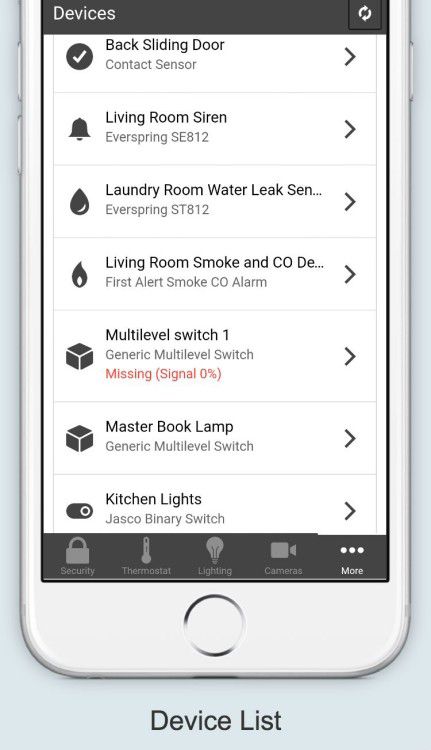 Devices
Back Sliding Door
Contact Sensor
Living Room Siren
Everspring SE812
Laundry Room Water Leak Sen...
Everspring ST812
Living Room Smoke and CO De...
First Alert Smoke CO Alarm
Multilevel switch 1
Generic Multilevel Switch
Missing (Signal 0%)
Master Book Lamp
Generic Multilevel Switch
Kitchen Lights
Jasco Binary Switch
Security Thermostat Lighting Cameras More
Device List